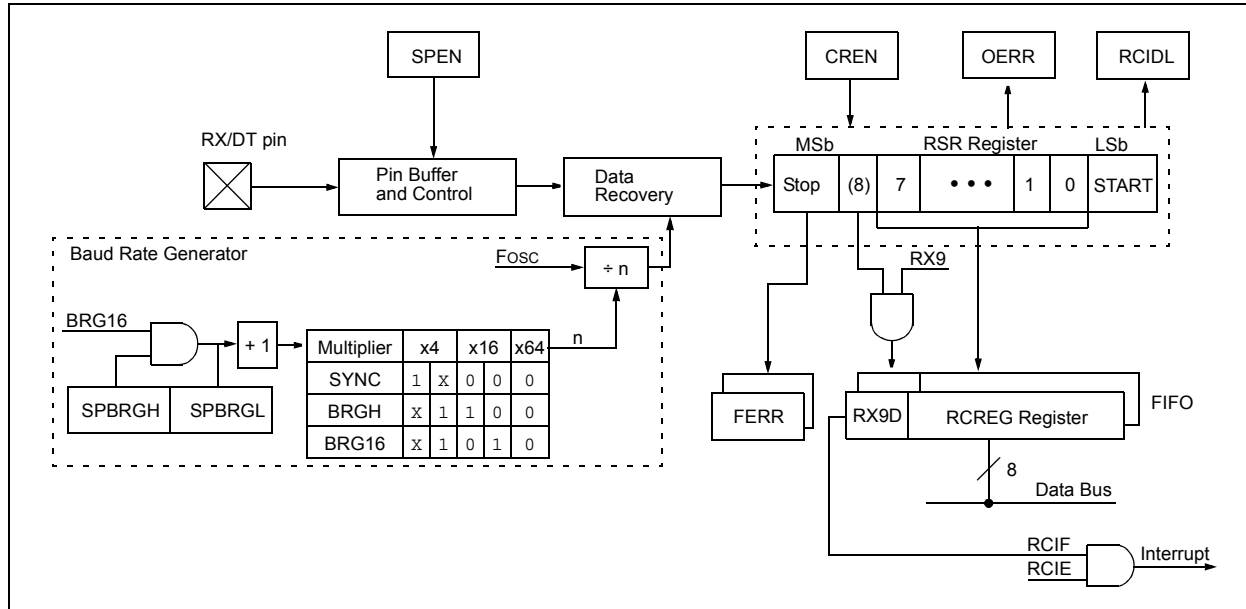 SPEN
CREN
OERR
RCIDL
RX/DT pin
Pin Buffer
and Control
Data
Recovery
MSb
RSR Register
LSb
Stop (8) 7 • • • 1 0 START
Baud Rate Generator
FOSC
÷ n
RX9
BRG16
+ 1
n
Multiplier x4 x16 x64
SYNC 1 X 0 0 0
BRGH X 1 1 0 0
BRG16 X 1 0 1 0
SPBRGH SPBRGL
FERR
RX9D RCREG Register
FIFO
8
Data Bus
RCIF
RCIE
Interrupt